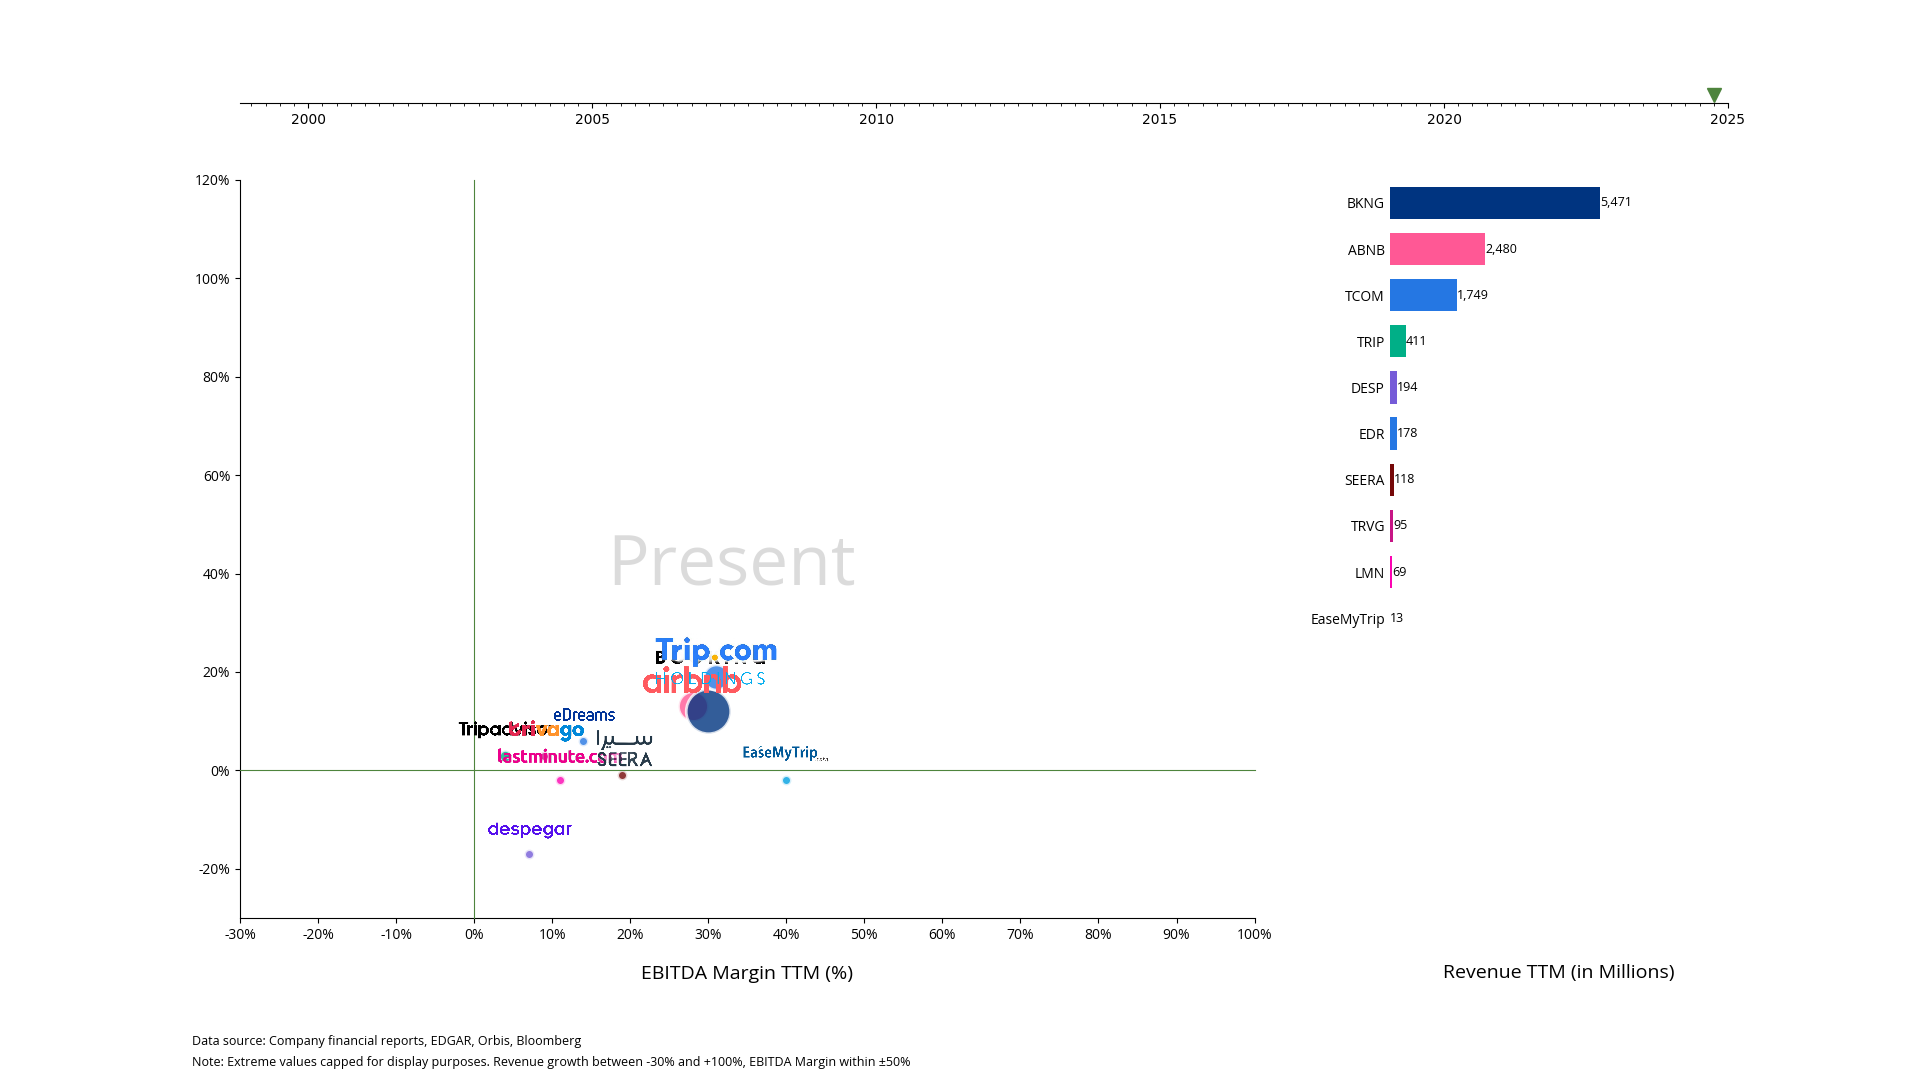 2000 2005 2010 2015 2020 2025
120%
100%
80%
60%
40%
20%
0%
-20%
Present
Trip.com
HOLDINGS
airbnb
eDreams
Tripadvisor
trivago
سيرا
SEERA
lastminute.com
EaseMyTrip
despegar
-30% -20% -10% 0% 10% 20% 30% 40% 50% 60% 70% 80% 90% 100%
EBITDA Margin TTM (%)
BKNG 5,471
ABNB 2,480
TCOM 1,749
TRIP 411
DESP 194
EDR 178
SEERA 118
TRVG 95
LMN 69
EaseMyTrip 13
Revenue TTM (in Millions)
Data source: Company financial reports, EDGAR, Orbis, Bloomberg
Note: Extreme values capped for display purposes. Revenue growth between -30% and +100%, EBITDA Margin within ±50%